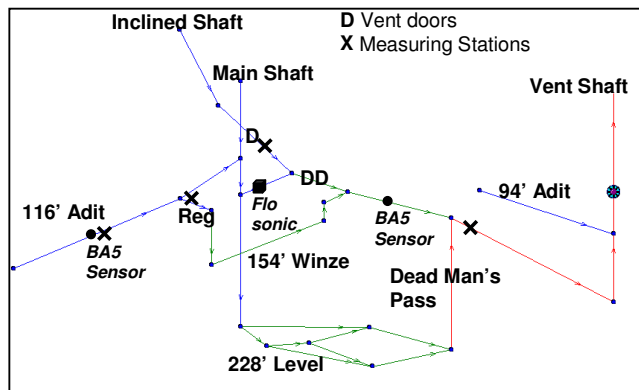 Inclined Shaft
D Vent doors
X Measuring Stations
Main Shaft
Vent Shaft
D
DD
116' Adit
Reg
Flo
sonic
BA5
Sensor
94' Adit
BA5
Sensor
154' Winze
Dead Man's
Pass
228' Level